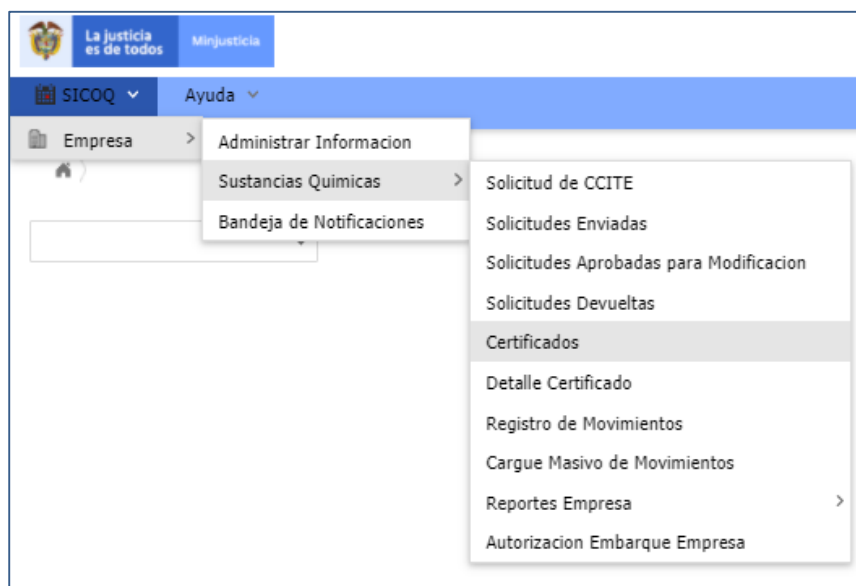 La justicia
es de todos
Minjusticia
SICOQ
Ayuda
Empresa
Administrar Informacion
Sustancias Quimicas
Bandeja de Notificaciones
Solicitud de CCITE
Solicitudes Enviadas
Solicitudes Aprobadas para Modificacion
Solicitudes Devueltas
Certificados
Detalle Certificado
Registro de Movimientos
Cargue Masivo de Movimientos
Reportes Empresa
Autorizacion Embarque Empresa